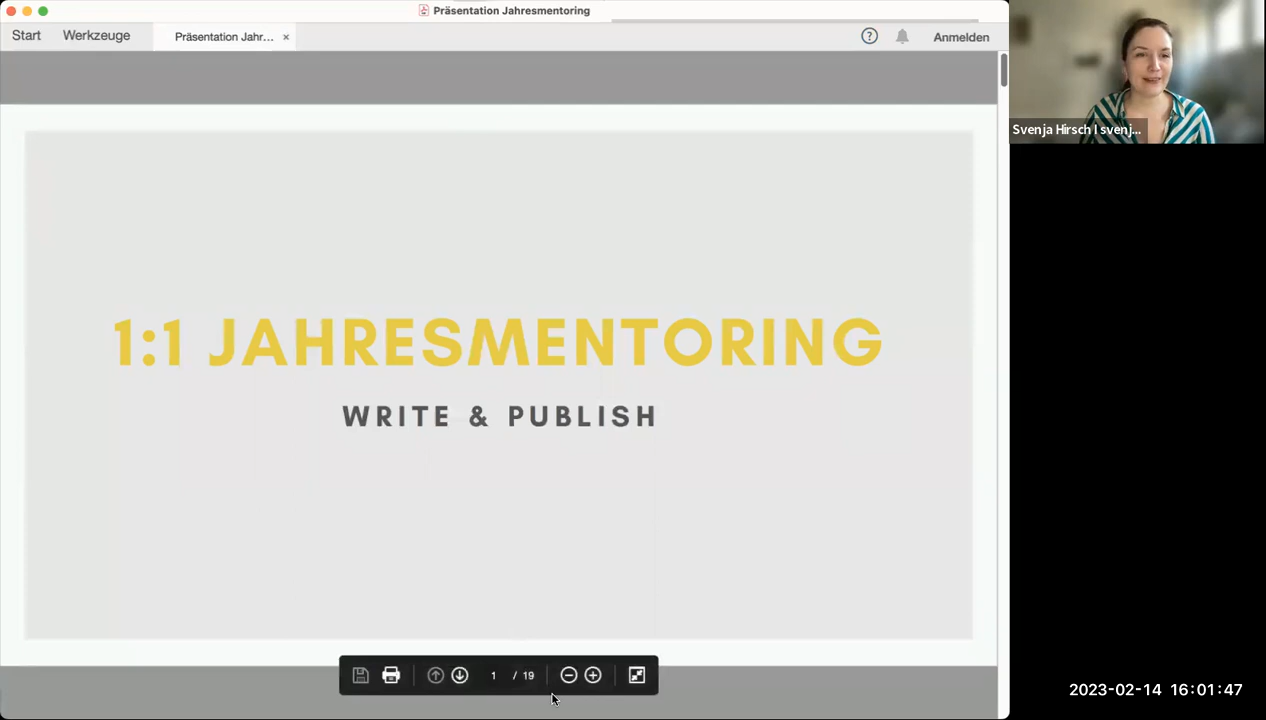 Präsentation Jahresmentoring
Start Werkzeuge Präsentation Jahr... × ? Anmelden
Svenja Hirsch I svenj...
1:1 JAHRESMENTORING
WRITE & PUBLISH
1 / 19
2023-02-14 16:01:47